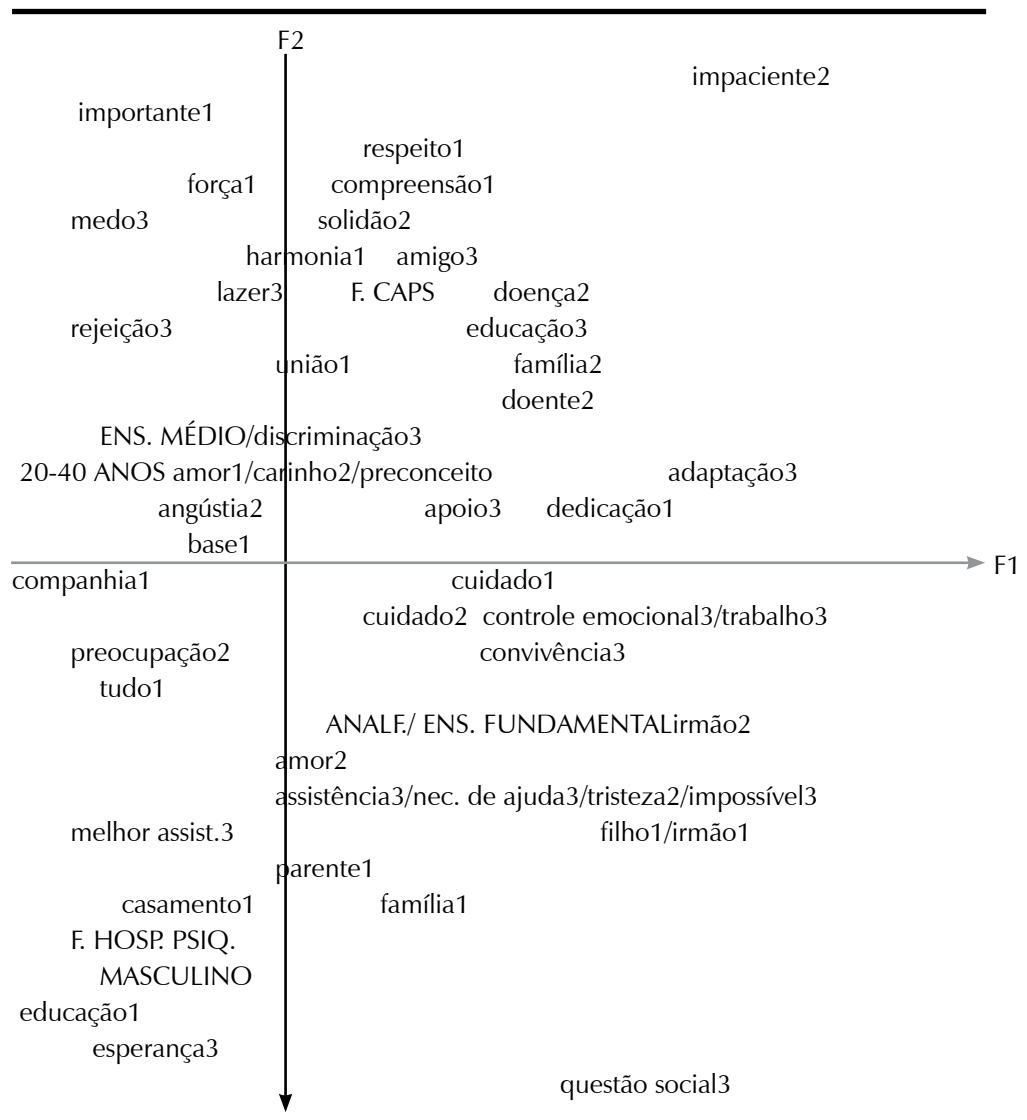 F2
impaciente2
importante1
respeito1
força1 compreensão1
medo3 solidão2
harmonia1 amigo3
lazer3 F. CAPS doença2
rejeição3 educação3
união1 família2
doente2
ENS. MÉDIO/discriminação3
20-40 ANOS amor1/carinho2/preconceito adaptação3
angústia2 apoio3 dedicação1
base1
F1
companhia1 cuidado1
cuidado2 controle emocional3/trabalho3
preocupação2 convivência3
tudo1
ANALF./ ENS. FUNDAMENTALirmão2
amor2
assistência3/nec. de ajuda3/tristeza2/impossível3
melhor assist.3 filho1/irmão1
parente1
casamento1 família1
F. HOSP. PSIQ.
MASCULINO
educação1
esperança3
questão social3